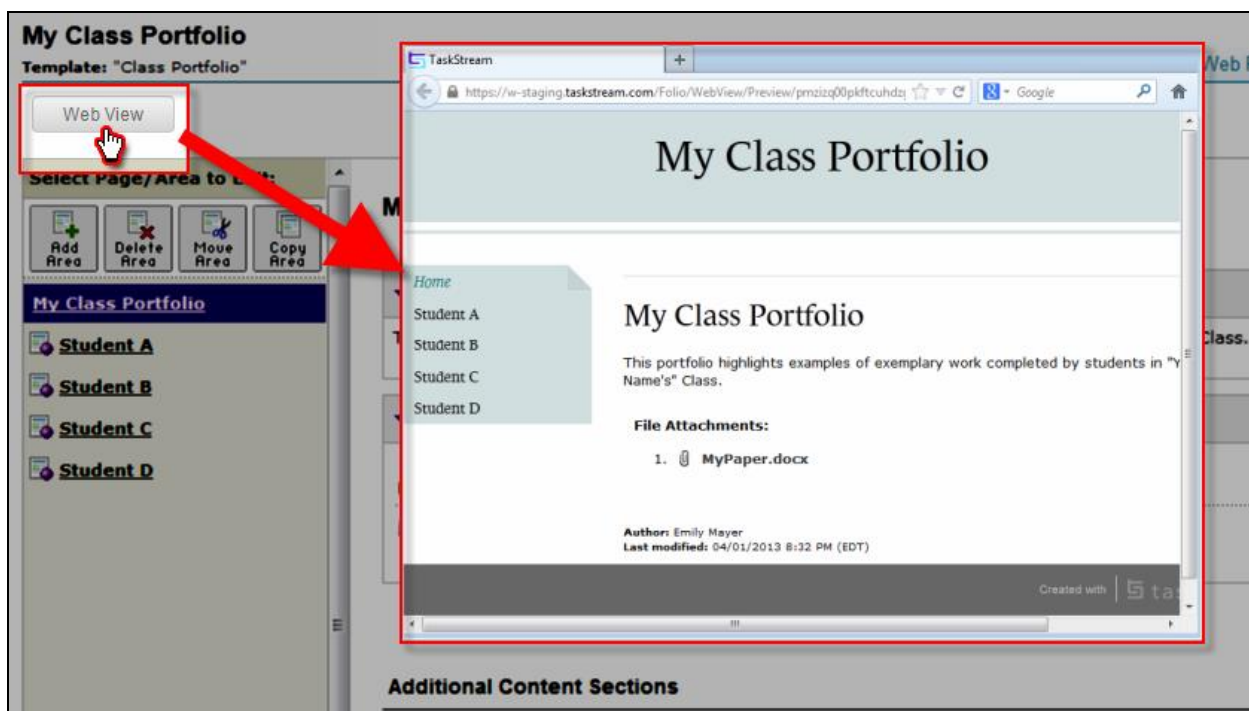 My Class Portfolio
Template: "Class Portfolio"
Web View
Select Page/Area to
Add Area
Delete Area
Move Area
Copy Area
My Class Portfolio
Student A
Student B
Student C
Student D
TaskStream
+
https://w-staging.taskstream.com/Folio/WebView/Preview/
Google
My Class Portfolio
Home
Student A
Student B
Student C
Student D
My Class Portfolio
This portfolio highlights examples of exemplary work completed by students in "Y
Name's" Class.
File Attachments:
1. MyPaper.docx
Author: Emily Mayer
Last modified: 04/01/2013 8:32 PM (EDT)
Created with
Web
Class.
Additional Content Sections